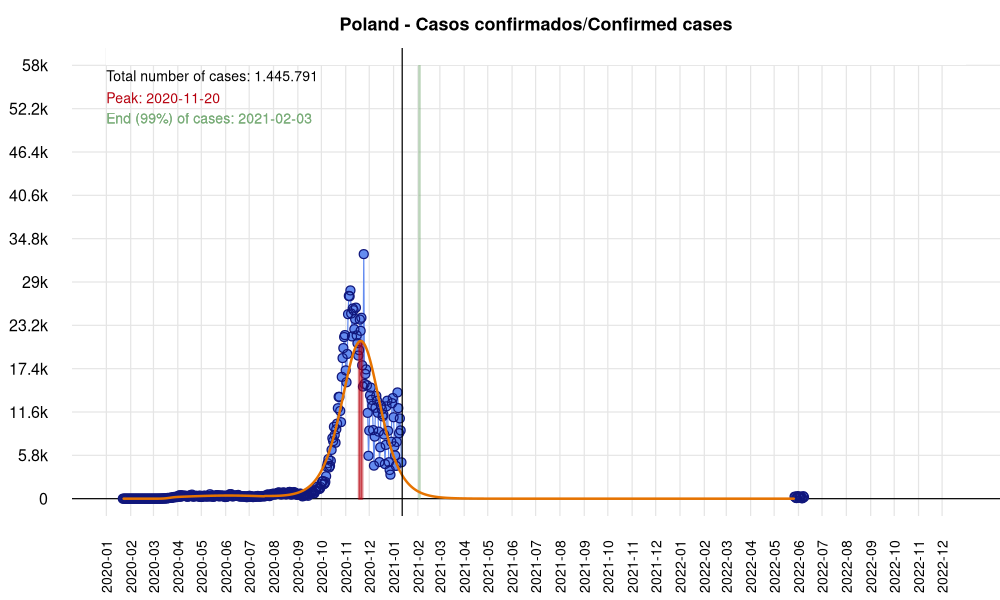 Poland - Casos confirmados/Confirmed cases
Total number of cases: 1.445.791
Peak: 2020-11-20
End (99%) of cases: 2021-02-03
58k
52.2k
46.4k
40.6k
34.8k
29k
23.2k
17.4k
11.6k
5.8k
0
2020-01
2020-02
2020-03
2020-04
2020-05
2020-06
2020-07
2020-08
2020-09
2020-10
2020-11
2020-12
2021-01
2021-02
2021-03
2021-04
2021-05
2021-06
2021-07
2021-08
2021-09
2021-10
2021-11
2021-12
2022-01
2022-02
2022-03
2022-04
2022-05
2022-06
2022-07
2022-08
2022-09
2022-10
2022-11
2022-12